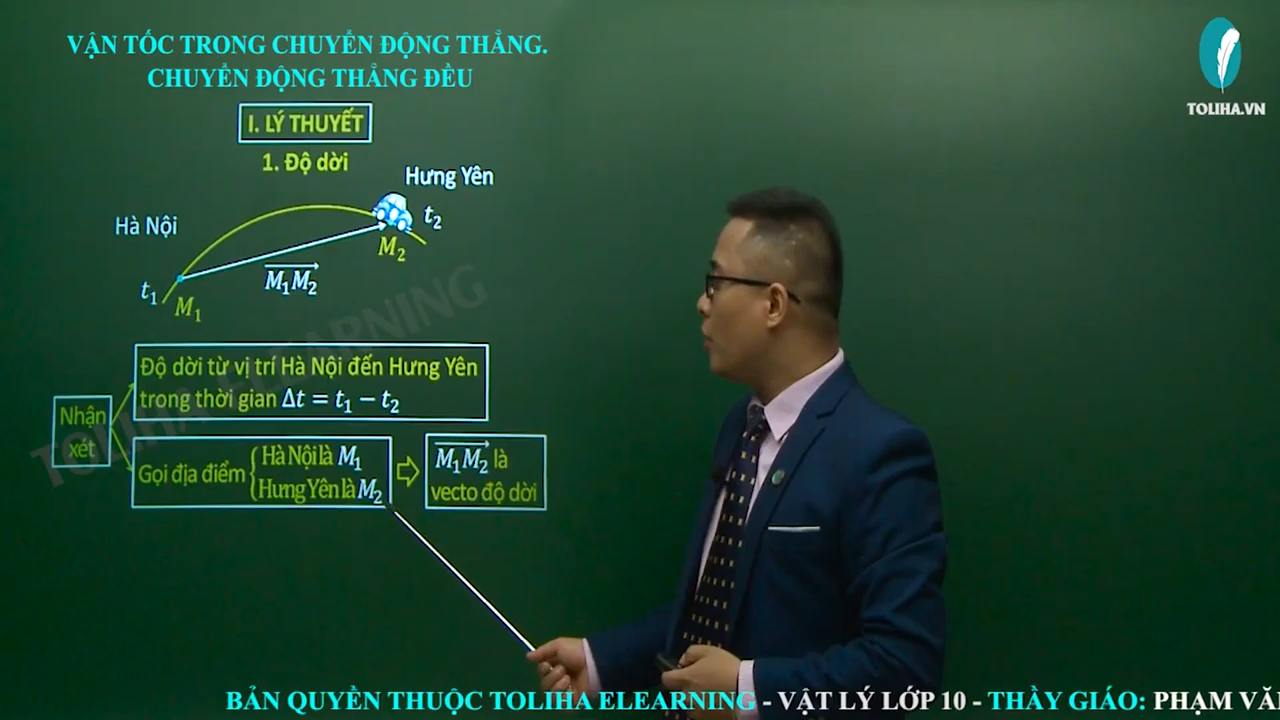 VẬN TỐC TRONG CHUYỂN ĐỘNG THẲNG.
CHUYỂN ĐỘNG THẲNG ĐỀU
TOLIHA.VN
I. LÝ THUYẾT
1. Độ dời
Hưng Yên
Hà Nội
t₂
M₂
M₁M₂
t₁
M₁
TOLIHA ELEARNING
Độ dời từ vị trí Hà Nội đến Hưng Yên
trong thời gian Δt = t₁ − t₂
Nhận
xét
Gọi địa điểm { Hà Nội là M₁
Hưng Yên là M₂
M₁M₂ là
vecto độ dời
BẢN QUYỀN THUỘC TOLIHA ELEARNING - VẬT LÝ LỚP 10 - THẦY GIÁO: PHẠM VĂ